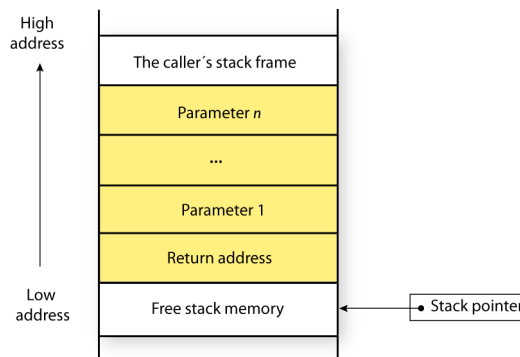 High
address
The caller´s stack frame
Parameter n
...
Parameter 1
Return address
Low
address
Free stack memory
Stack pointer